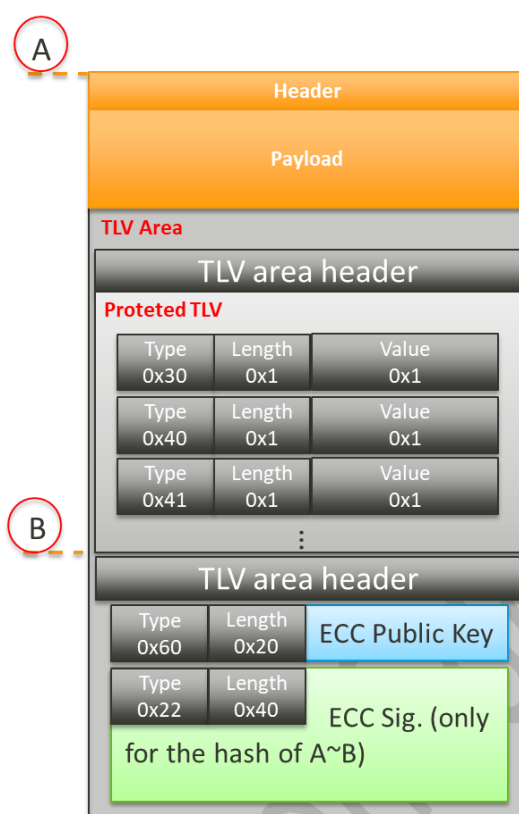 A
Header
Payload
TLV Area
TLV area header
Proteted TLV
Type Length Value
0x30 0x1 0x1
Type Length Value
0x40 0x1 0x1
Type Length Value
0x41 0x1 0x1
⋮
B
TLV area header
Type Length ECC Public Key
0x60 0x20
Type Length
0x22 0x40
ECC Sig. (only
for the hash of A~B)